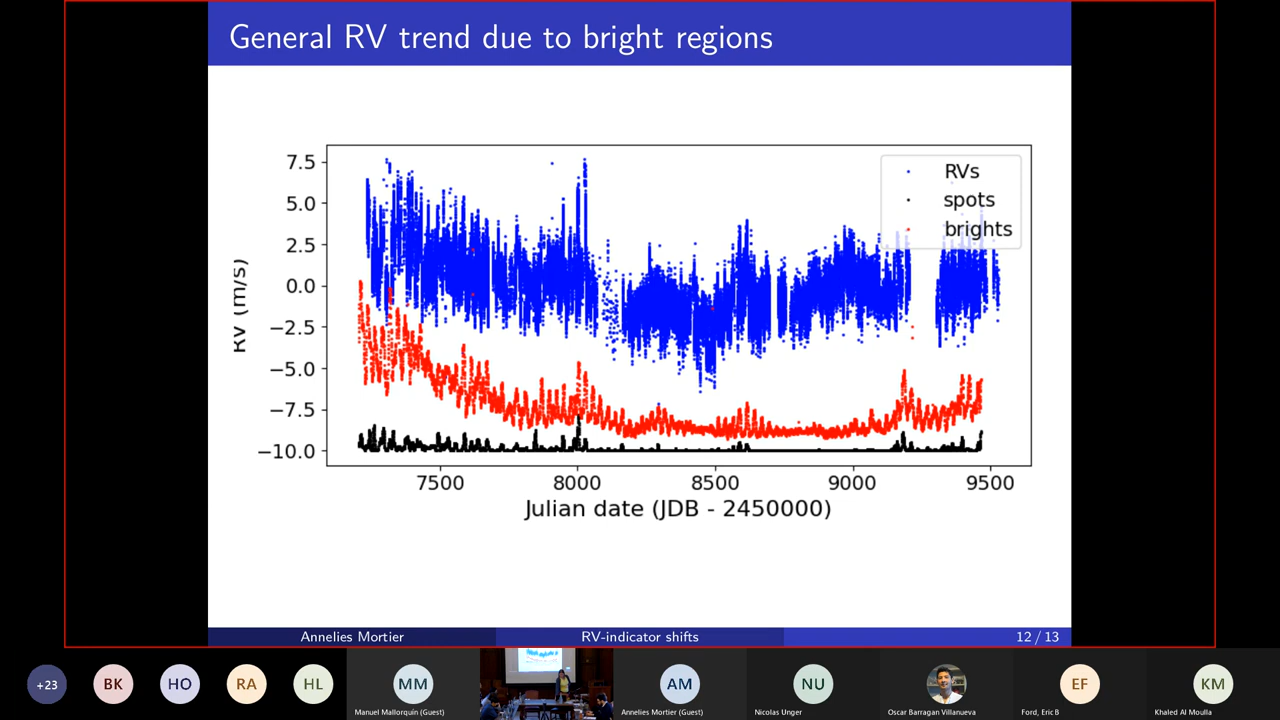 General RV trend due to bright regions
7.5
5.0
2.5
0.0
−2.5
−5.0
−7.5
−10.0
RV (m/s)
RVs
spots
brights
7500 8000 8500 9000 9500
Julian date (JDB - 2450000)
Annelies Mortier RV-indicator shifts 12 / 13
+23 BK HO RA HL MM AM NU EF KM
Manuel Mallorquín (Guest) Annelies Mortier (Guest) Nicolas Unger Oscar Barragan Villanueva Ford, Eric B Khaled Al Moulla